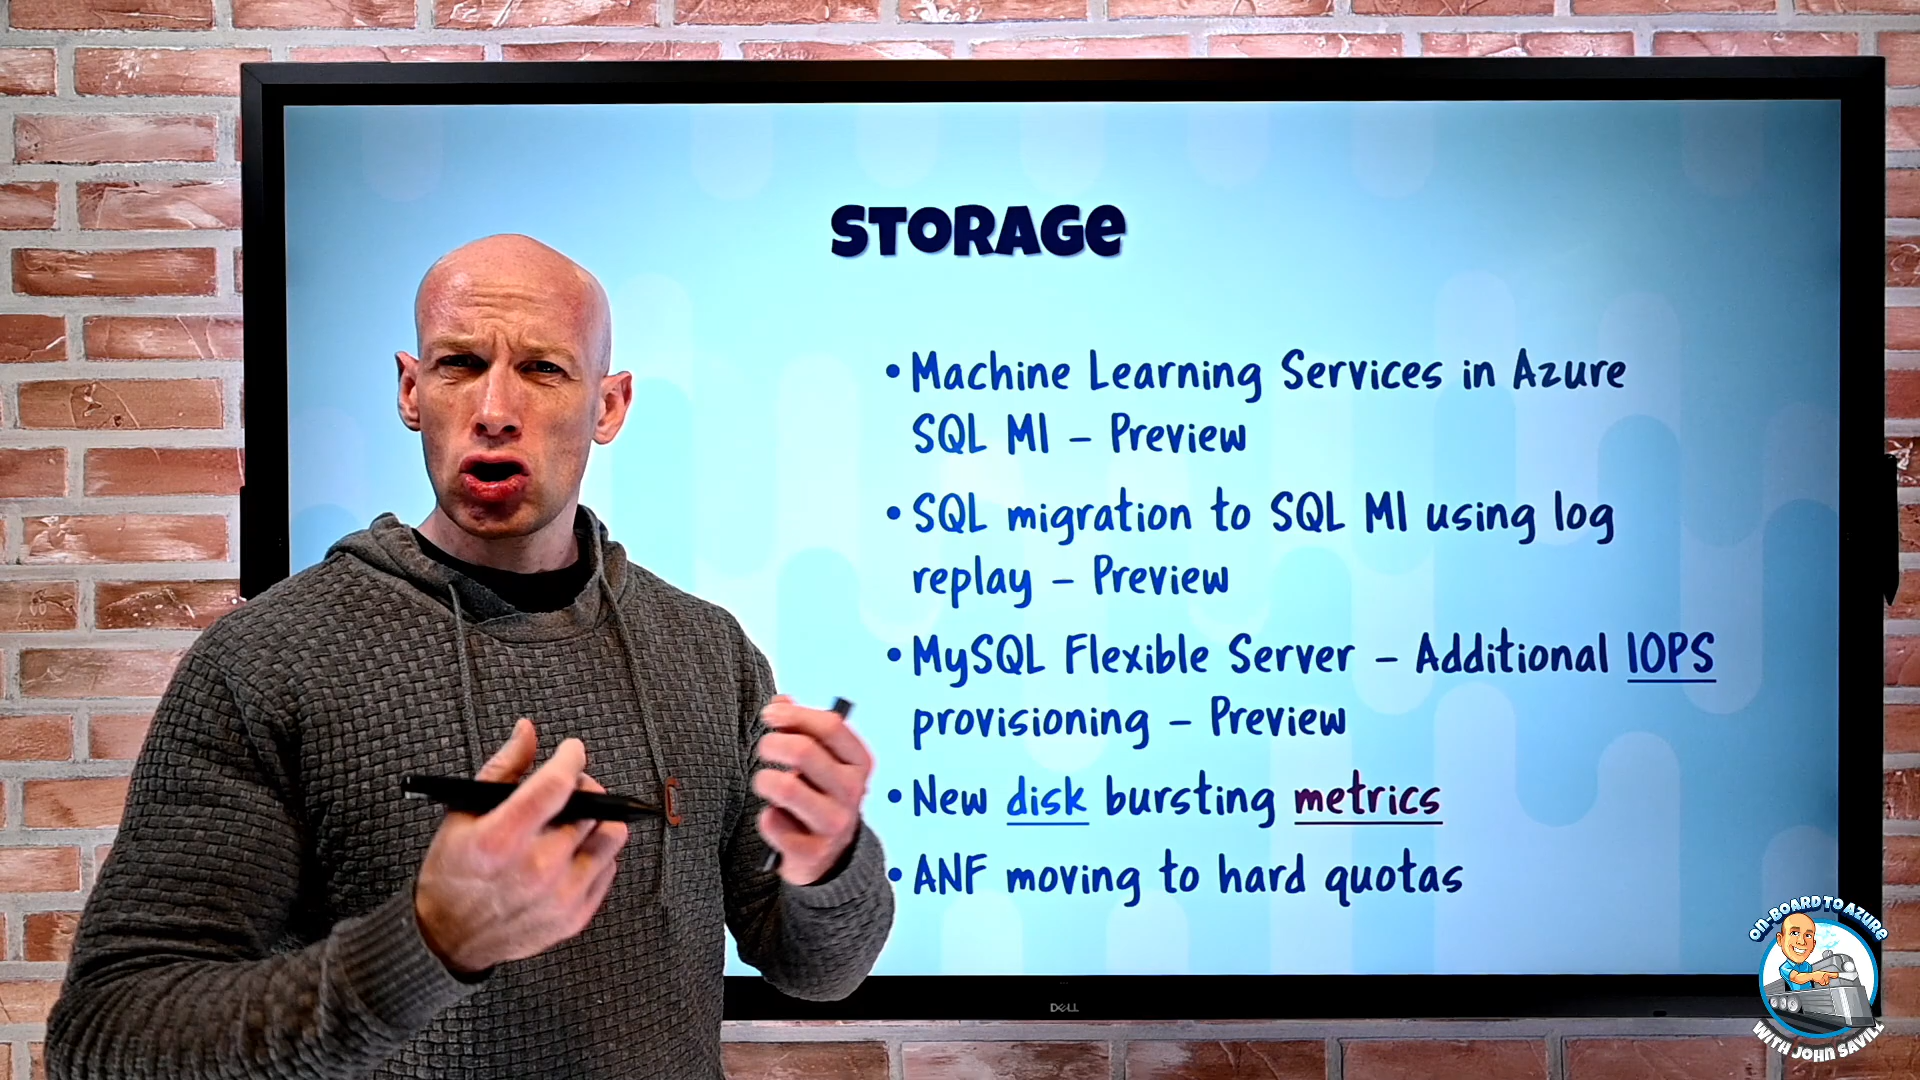 STORAGE
• Machine Learning Services in Azure
SQL MI – Preview
• SQL migration to SQL MI using log
replay – Preview
• MySQL Flexible Server – Additional IOPS
provisioning – Preview
• New disk bursting metrics
• ANF moving to hard quotas
DELL
ON-BOARD TO AZURE
WITH JOHN SAVILL